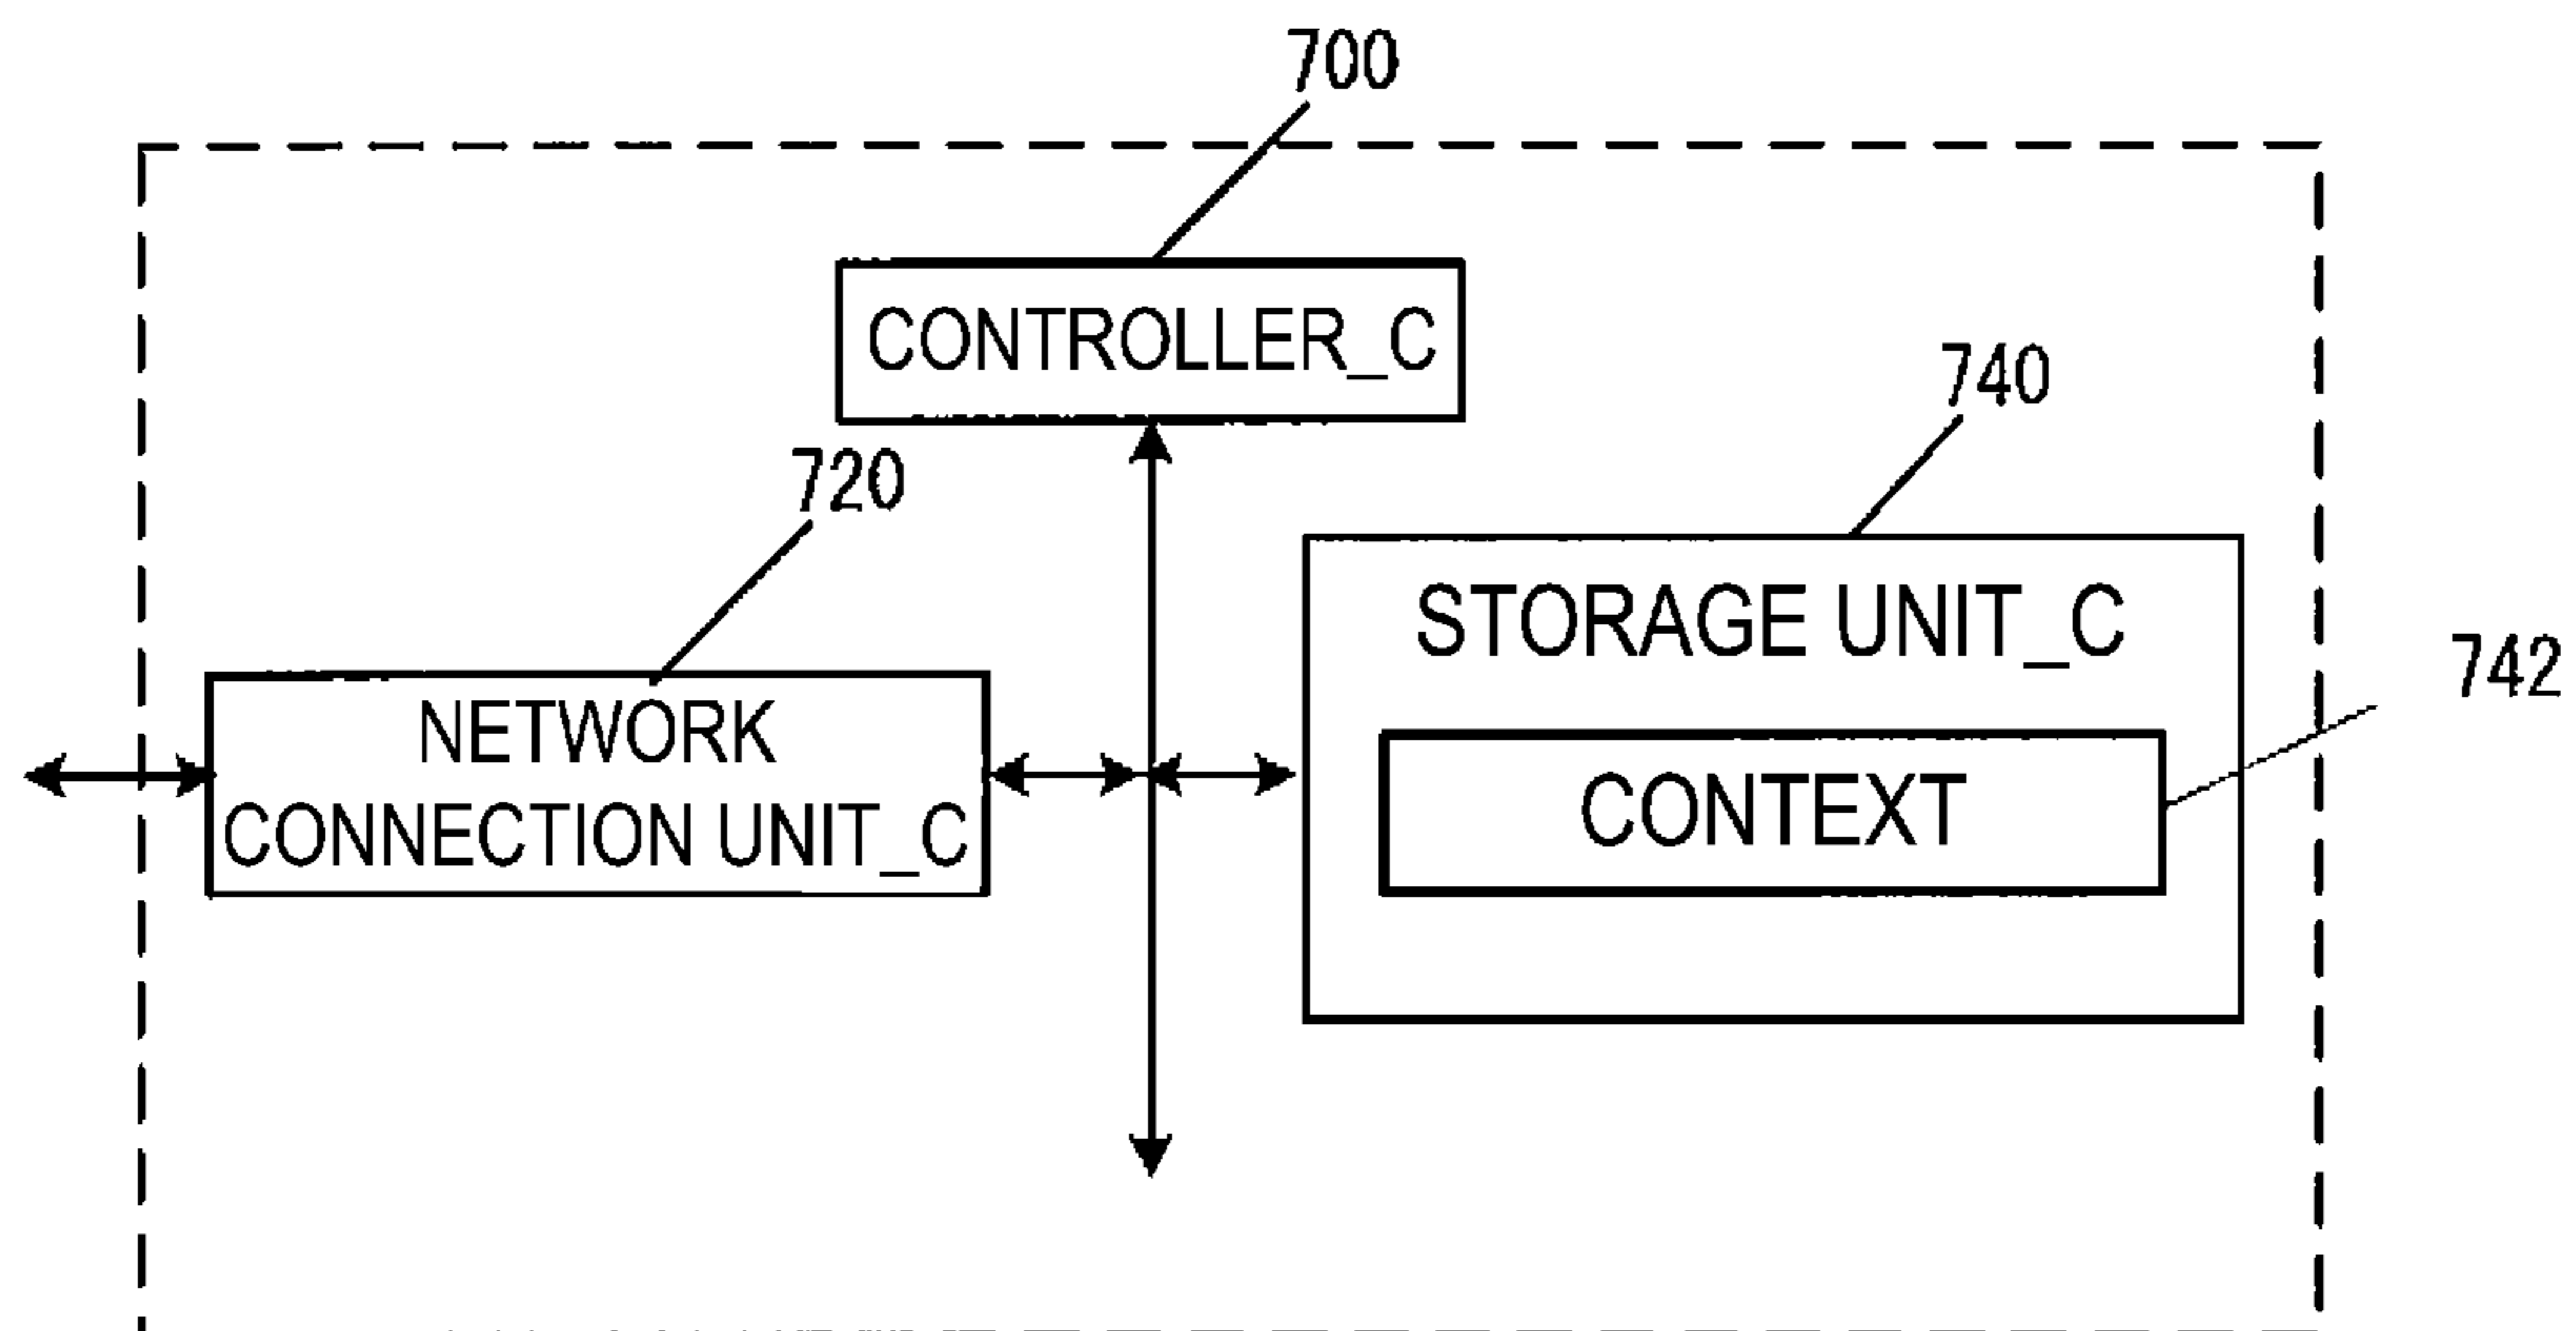 700
CONTROLLER_C
740
720
STORAGE UNIT_C
742
NETWORK
CONNECTION UNIT_C
CONTEXT